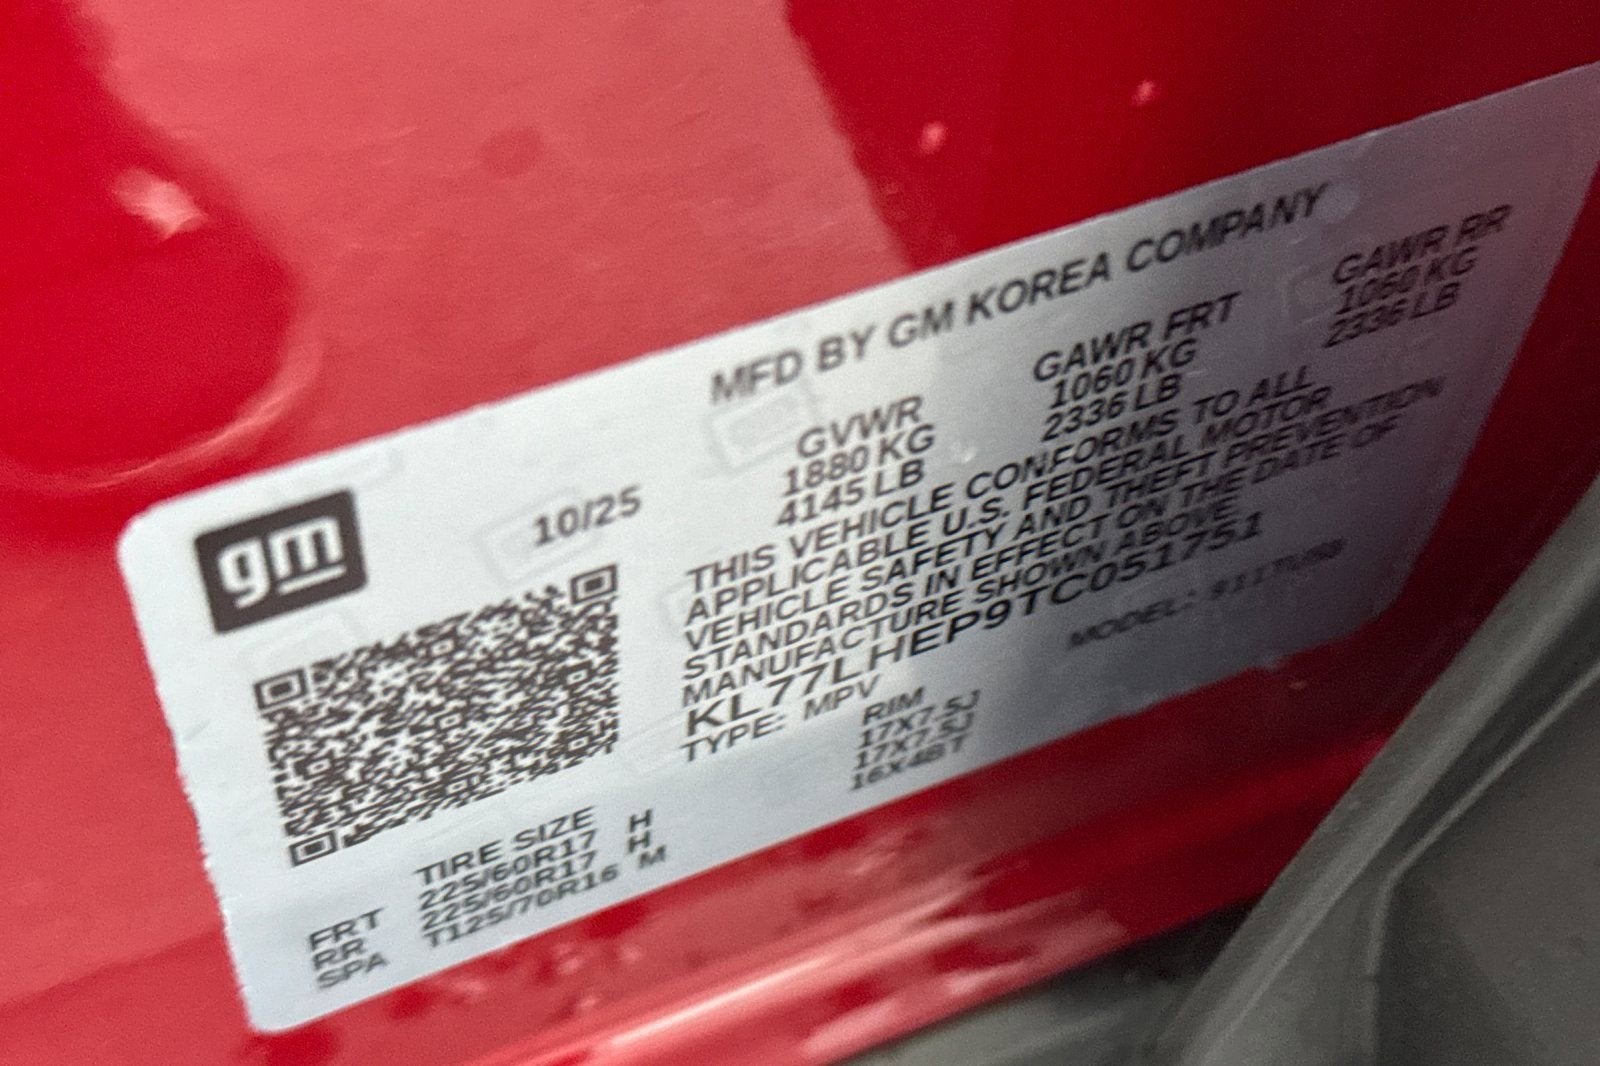 MFD BY GM KOREA COMPANY
gm
10/25
GVWR GAWR FRT GAWR RR
1880 KG 1060 KG 1060 KG
4145 LB 2336 LB 2336 LB
THIS VEHICLE CONFORMS TO ALL
APPLICABLE U.S. FEDERAL MOTOR
VEHICLE SAFETY AND THEFT PREVENTION
STANDARDS IN EFFECT ON THE DATE OF
MANUFACTURE SHOWN ABOVE.
KL77LHEP9TC051751
TYPE: MPV MODEL:
TIRE SIZE RIM
FRT 225/60R17 H 17X7.5J
RR 225/60R17 H 17X7.5J
SPA T125/70R16 M 16X4BT